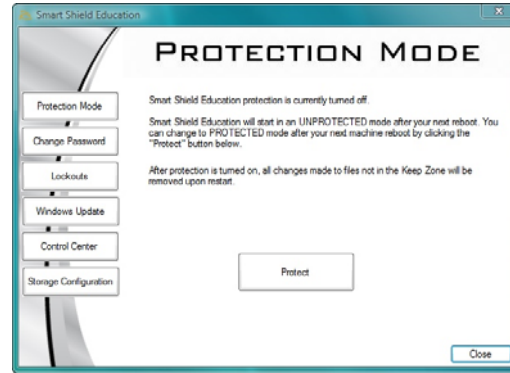 Smart Shield Education
PROTECTION MODE
Protection Mode
Change Password
Lockouts
Windows Update
Control Center
Storage Configuration
Smart Shield Education protection is currently turned off.
Smart Shield Education will start in an UNPROTECTED mode after your next reboot. You
can change to PROTECTED mode after your next machine reboot by clicking the
"Protect" button below.
After protection is turned on, all changes made to files not in the Keep Zone will be
removed upon restart.
Protect
Close